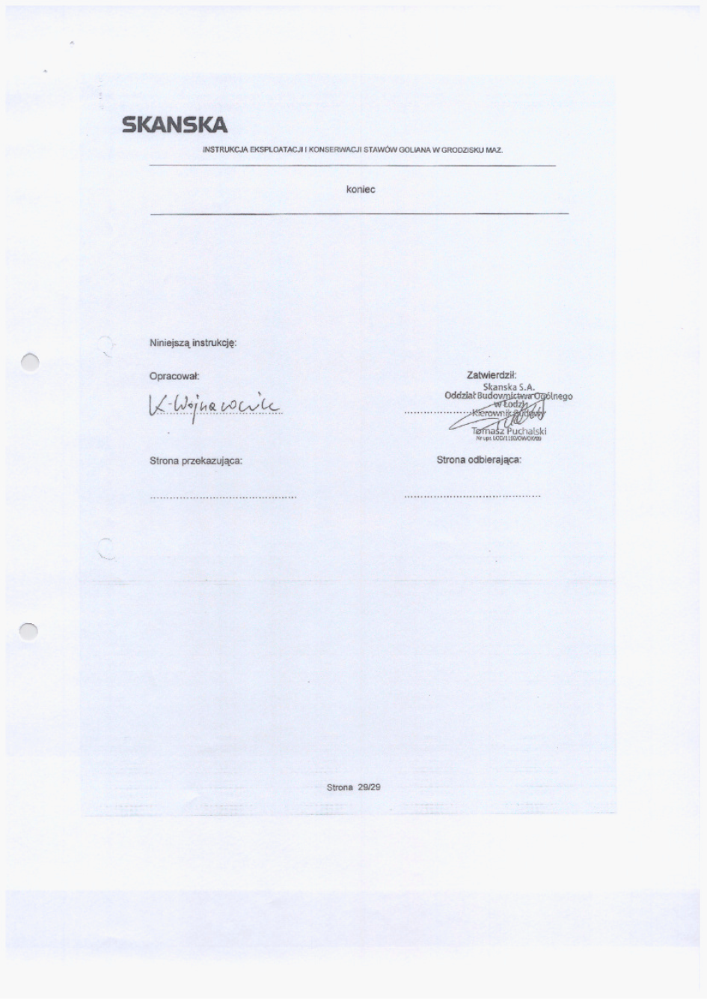 SKANSKA
INSTRUKCJA EKSPLOATACJI I KONSERWACJI STAWÓW GOLIANA W GRODZISKU MAZ.
koniec
Niniejszą instrukcję:
Opracował:
Zatwierdził:
Skanska S.A.
Oddział Budownictwa Ogólnego
w Łodzi
Kierownik Budowy
K. Wojnarowicz
Tomasz Puchalski
Strona przekazująca:
Strona odbierająca:
Strona 29/29